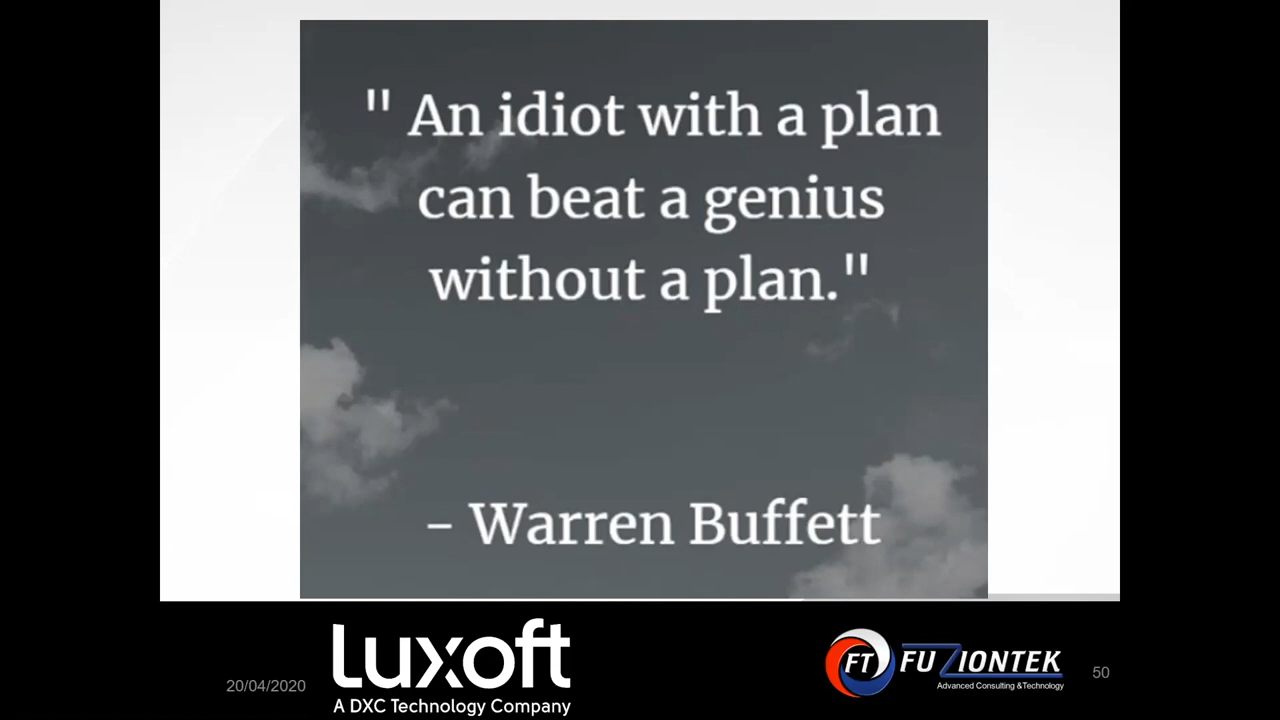 " An idiot with a plan
can beat a genius
without a plan."
- Warren Buffett
20/04/2020
Luxoft
A DXC Technology Company
FT
FUZIONTEK
Advanced Consulting &Technology
50